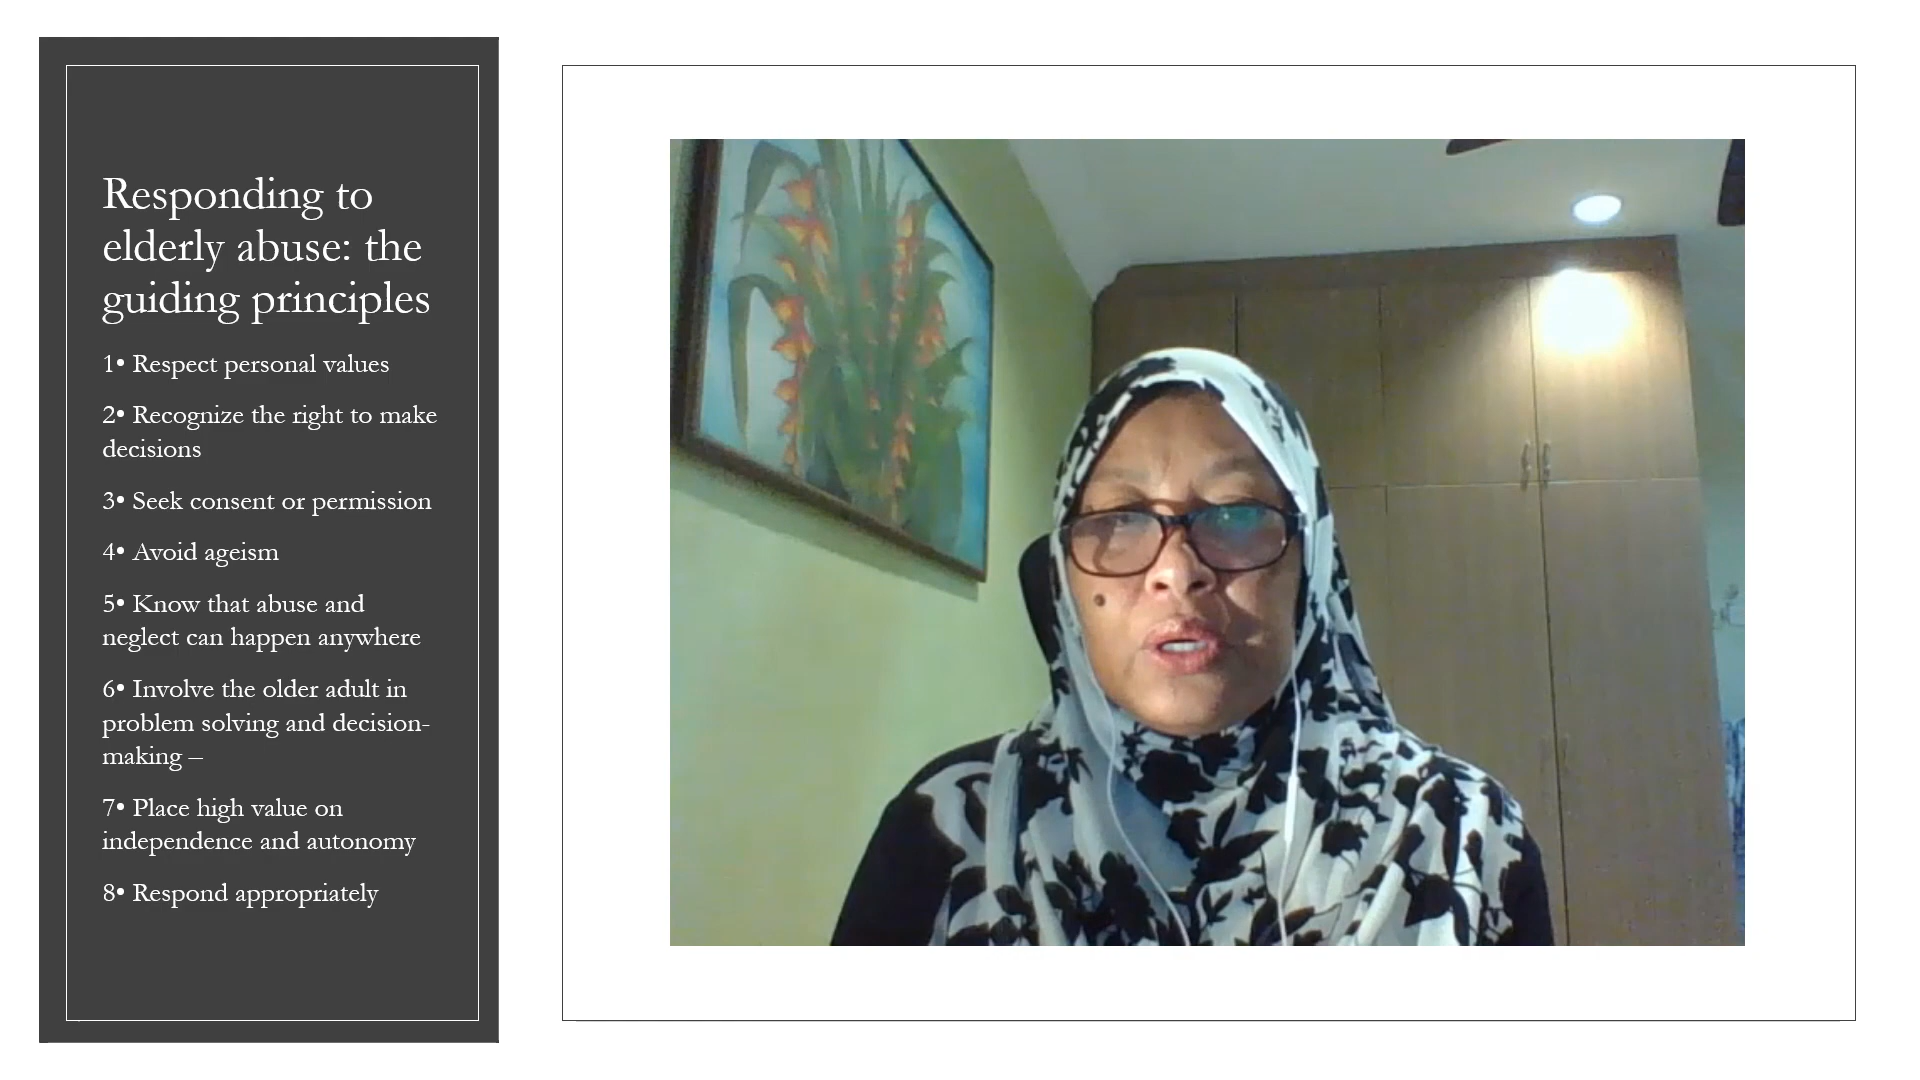 Responding to
elderly abuse: the
guiding principles
1• Respect personal values
2• Recognize the right to make
decisions
3• Seek consent or permission
4• Avoid ageism
5• Know that abuse and
neglect can happen anywhere
6• Involve the older adult in
problem solving and decision-
making –
7• Place high value on
independence and autonomy
8• Respond appropriately